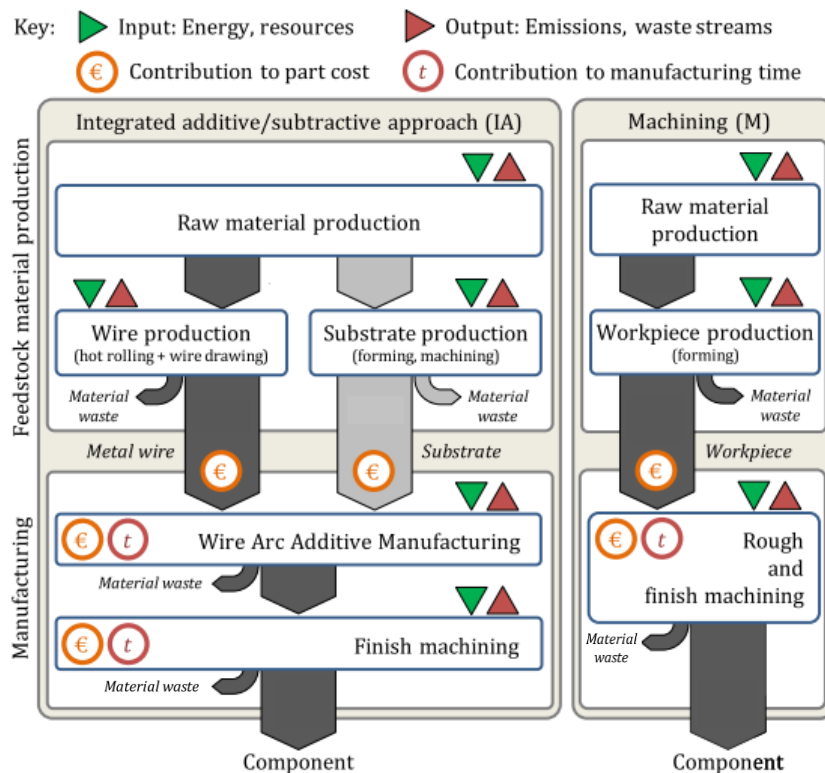 Key:
Input: Energy, resources
Output: Emissions, waste streams
€
Contribution to part cost
t
Contribution to manufacturing time
Integrated additive/subtractive approach (IA)
Feedstock material production
Raw material production
Wire production
(hot rolling + wire drawing)
Substrate production
(forming, machining)
Material
waste
Material
waste
Metal wire
€
€
Substrate
Manufacturing
€
t
Wire Arc Additive Manufacturing
Material waste
€
t
Finish machining
Material waste
Component
Machining (M)
Raw material
production
Workpiece production
(forming)
Material
waste
€
Workpiece
€
t
Rough
and
finish machining
Material
waste
Component